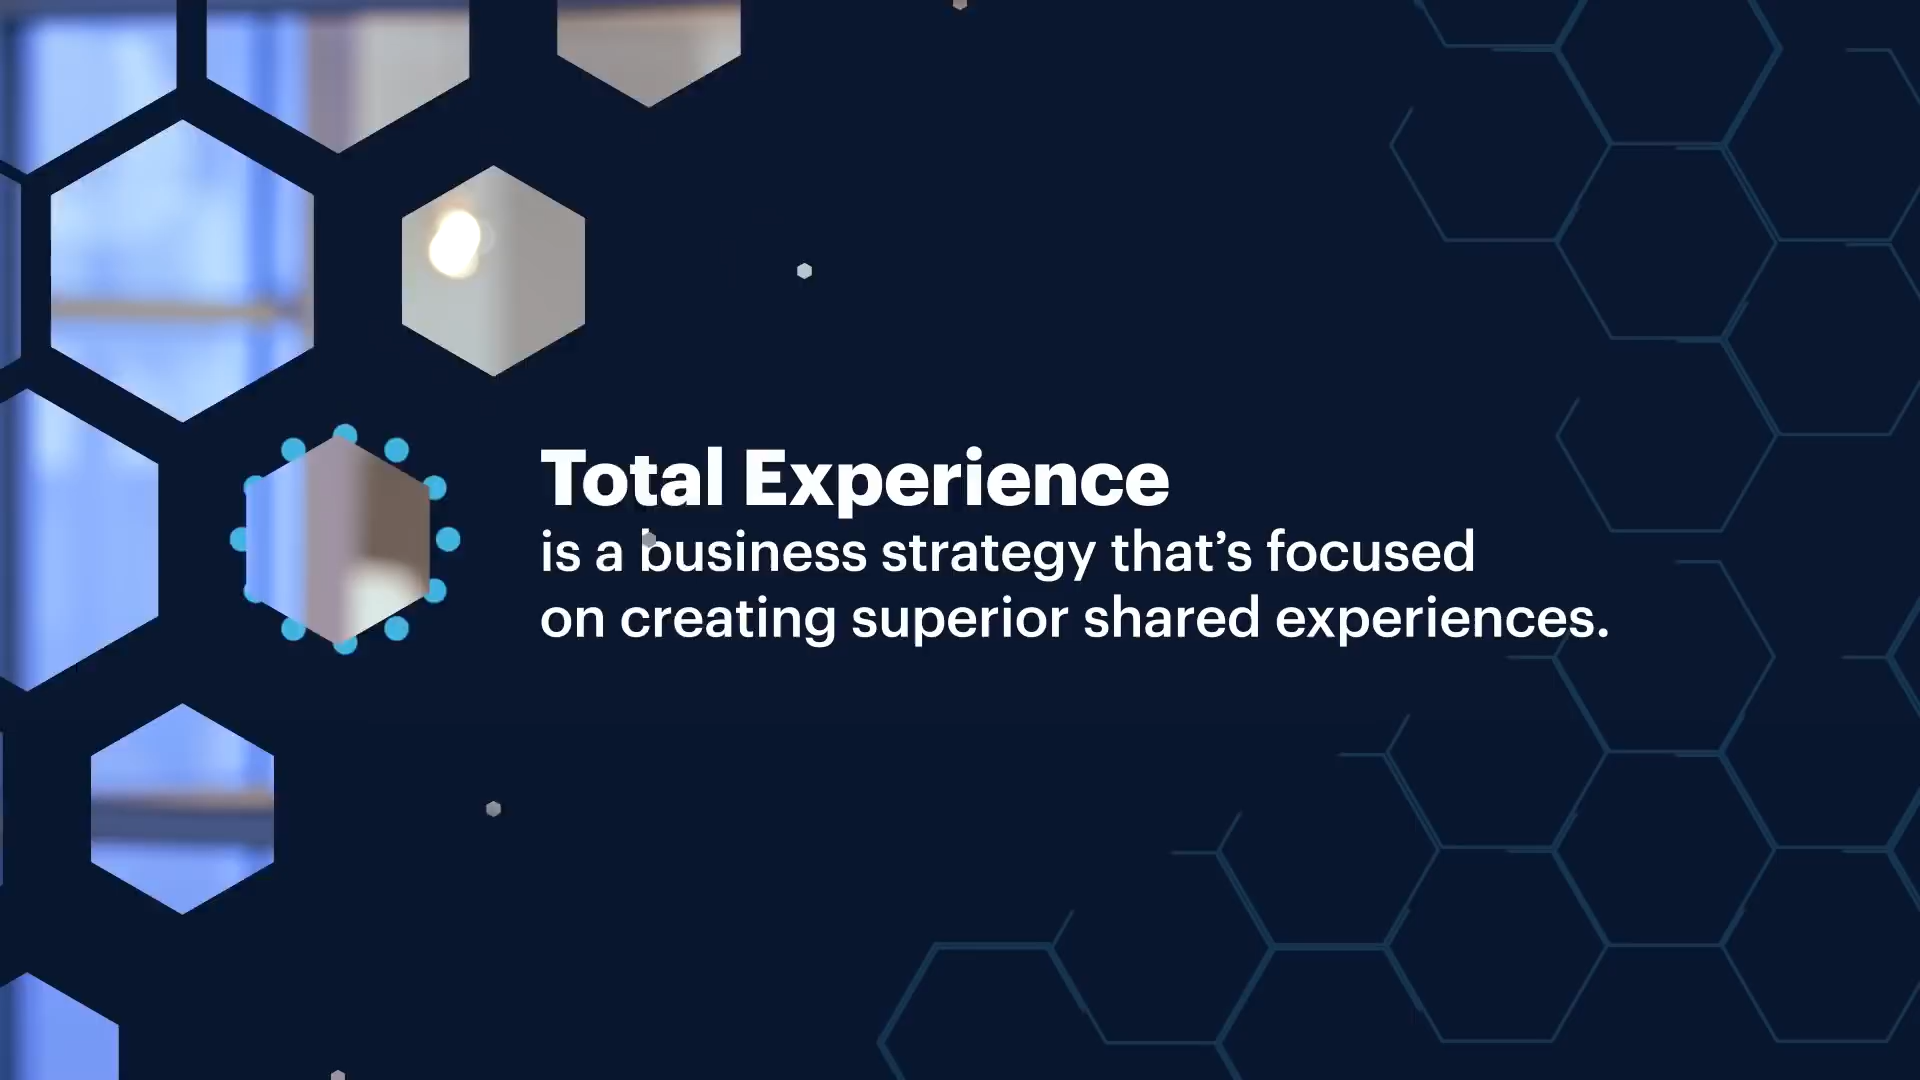 Total Experience
is a business strategy that’s focused
on creating superior shared experiences.